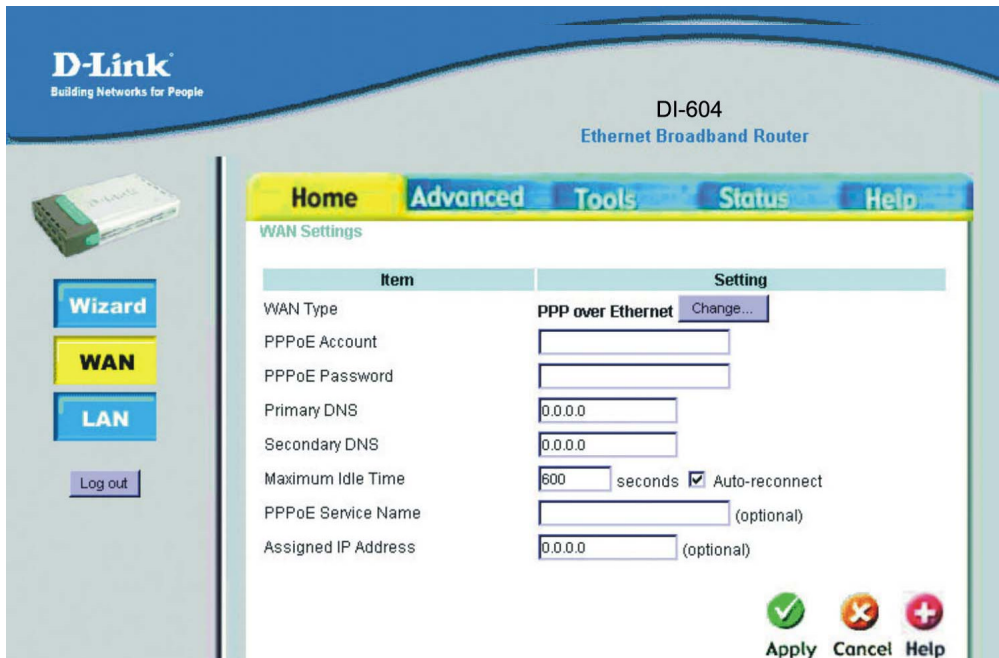 D-Link
Building Networks for People
DI-604
Ethernet Broadband Router
Home Advanced Tools Status Help
WAN Settings
Item Setting
WAN Type PPP over Ethernet Change...
PPPoE Account
PPPoE Password
Primary DNS 0.0.0.0
Secondary DNS 0.0.0.0
Maximum Idle Time 600 seconds Auto-reconnect
PPPoE Service Name (optional)
Assigned IP Address 0.0.0.0 (optional)
Wizard
WAN
LAN
Log out
Apply Cancel Help